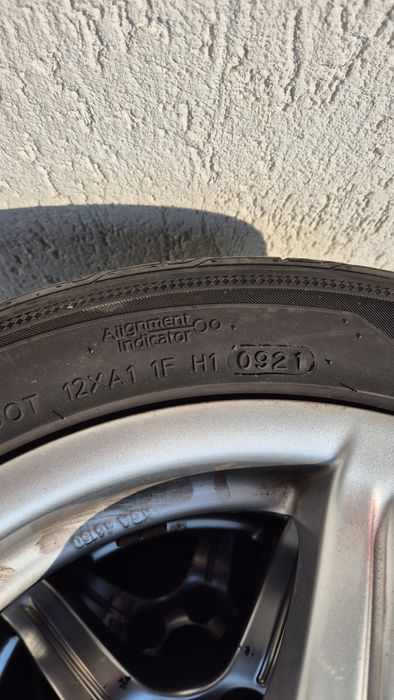 Alignment
Indicator
DOT 12XA1 1F H1 0921